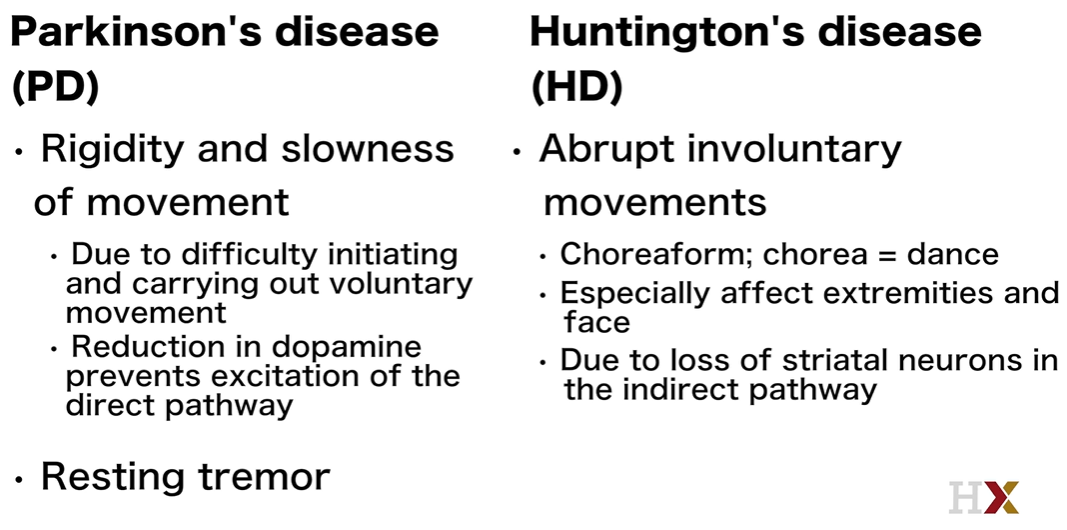 Parkinson's disease
(PD)
• Rigidity and slowness
of movement
• Due to difficulty initiating
and carrying out voluntary
movement
• Reduction in dopamine
prevents excitation of the
direct pathway
• Resting tremor
Huntington's disease
(HD)
• Abrupt involuntary
movements
• Choreaform; chorea = dance
• Especially affect extremities and
face
• Due to loss of striatal neurons in
the indirect pathway
HX